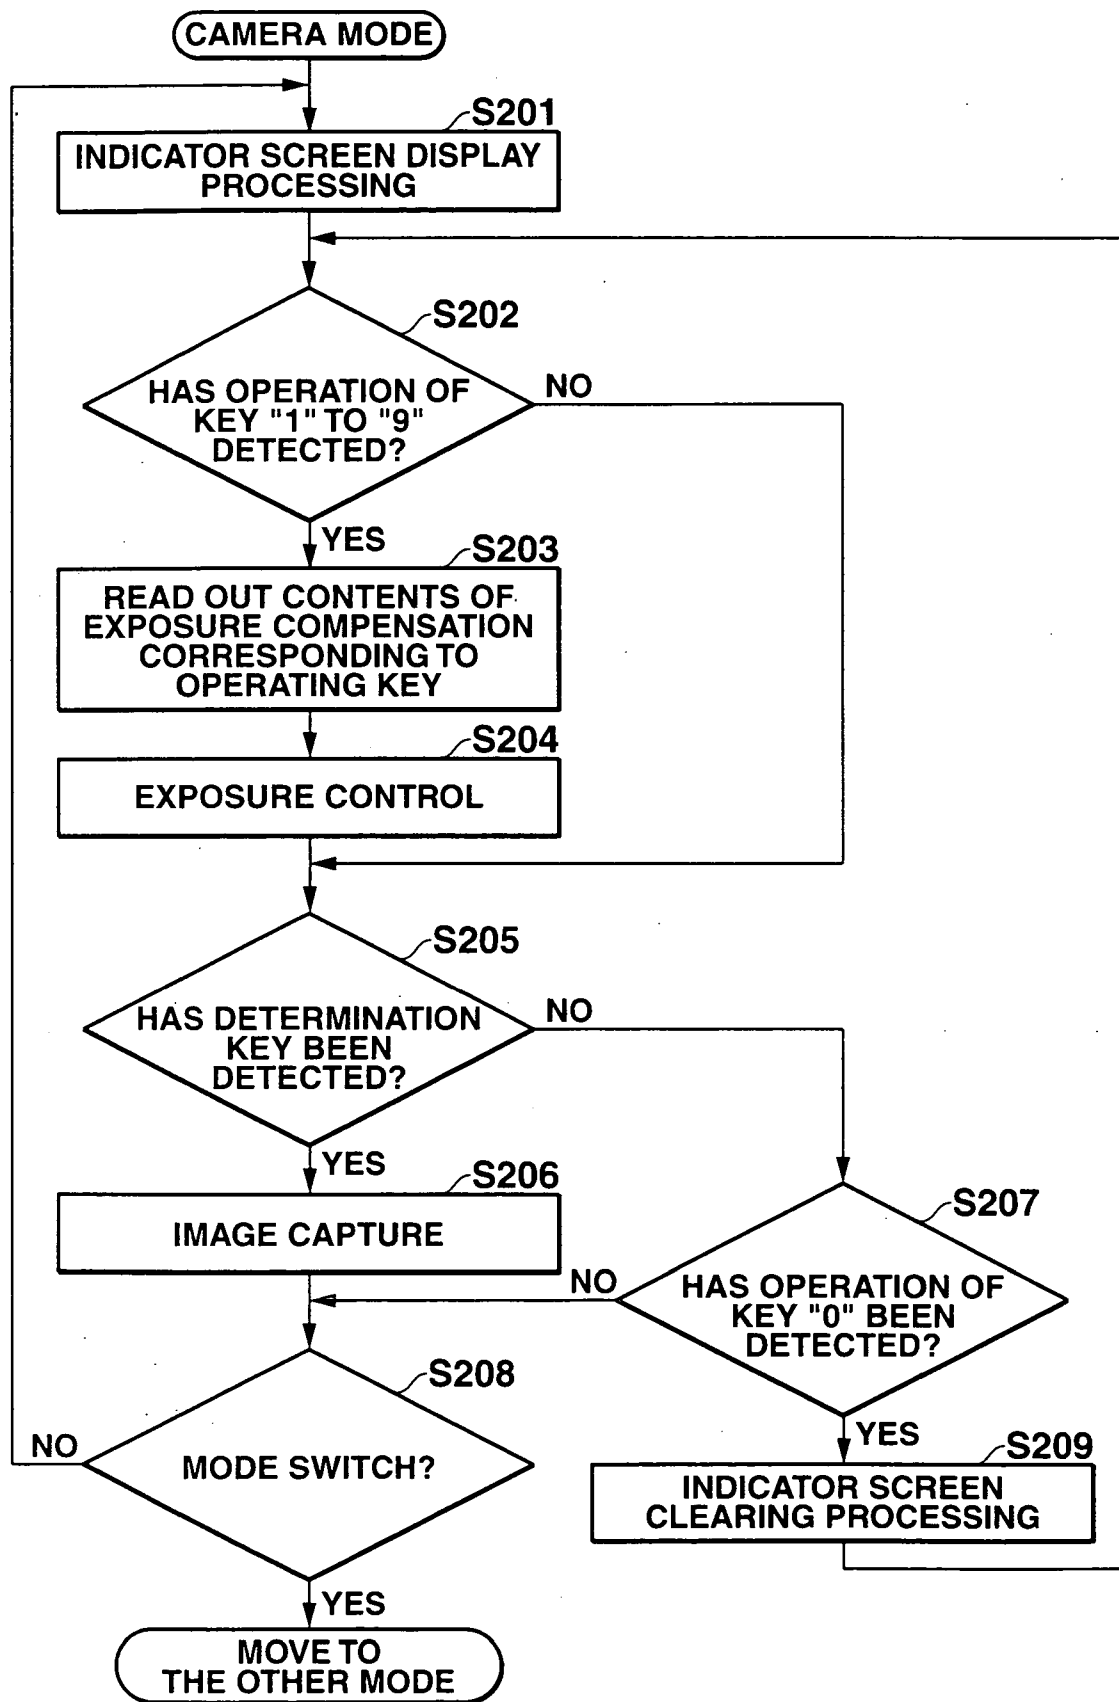 CAMERA MODE
S201
INDICATOR SCREEN DISPLAY
PROCESSING
S202
HAS OPERATION OF
KEY "1" TO "9"
DETECTED?
NO
YES
S203
READ OUT CONTENTS OF
EXPOSURE COMPENSATION
CORRESPONDING TO
OPERATING KEY
S204
EXPOSURE CONTROL
S205
HAS DETERMINATION
KEY BEEN
DETECTED?
NO
YES
S206
IMAGE CAPTURE
S207
HAS OPERATION OF
KEY "0" BEEN
DETECTED?
NO
YES
S208
MODE SWITCH?
NO
S209
INDICATOR SCREEN
CLEARING PROCESSING
YES
MOVE TO
THE OTHER MODE